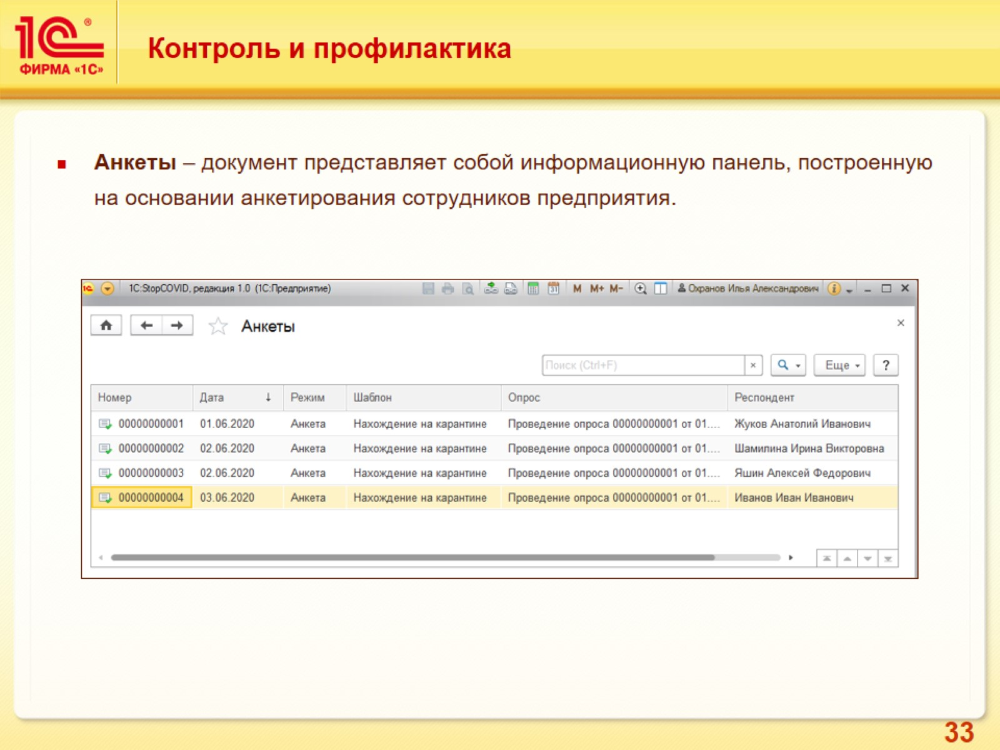 1С®
ФИРМА «1С»
Контроль и профилактика
Анкеты – документ представляет собой информационную панель, построенную
на основании анкетирования сотрудников предприятия.
1С:StopCOVID, редакция 1.0 (1С:Предприятие) 31 M M+ M- Охранов Илья Александрович
Анкеты
Поиск (Ctrl+F) × Еще ?
Номер Дата ↓ Режим Шаблон Опрос Респондент
00000000001 01.06.2020 Анкета Нахождение на карантине Проведение опроса 00000000001 от 01.... Жуков Анатолий Иванович
00000000002 02.06.2020 Анкета Нахождение на карантине Проведение опроса 00000000001 от 01.... Шамилина Ирина Викторовна
00000000003 02.06.2020 Анкета Нахождение на карантине Проведение опроса 00000000001 от 01.... Яшин Алексей Федорович
00000000004 03.06.2020 Анкета Нахождение на карантине Проведение опроса 00000000001 от 01.... Иванов Иван Иванович
33